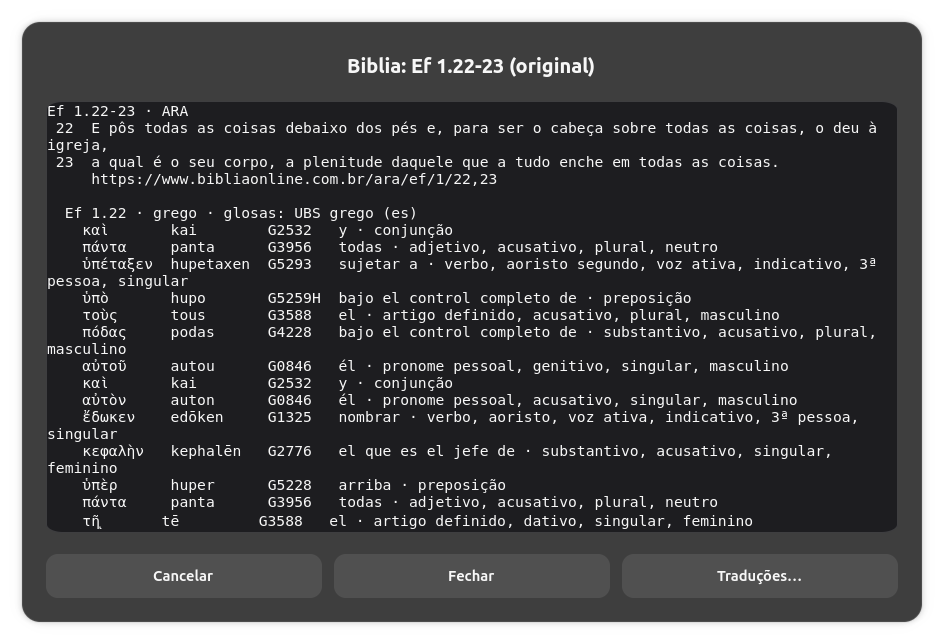 Biblia: Ef 1.22-23 (original)
Ef 1.22-23 · ARA
22 E pôs todas as coisas debaixo dos pés e, para ser o cabeça sobre todas as coisas, o deu à
igreja,
23 a qual é o seu corpo, a plenitude daquele que a tudo enche em todas as coisas.
https://www.bibliaonline.com.br/ara/ef/1/22,23
Ef 1.22 · grego · glosas: UBS grego (es)
καὶ kai G2532 y · conjunção
πάντα panta G3956 todas · adjetivo, acusativo, plural, neutro
ὑπέταξεν hupetaxen G5293 sujetar a · verbo, aoristo segundo, voz ativa, indicativo, 3ª
pessoa, singular
ὑπὸ hupo G5259H bajo el control completo de · preposição
τοὺς tous G3588 el · artigo definido, acusativo, plural, masculino
πόδας podas G4228 bajo el control completo de · substantivo, acusativo, plural,
masculino
αὐτοῦ autou G0846 él · pronome pessoal, genitivo, singular, masculino
καὶ kai G2532 y · conjunção
αὐτὸν auton G0846 él · pronome pessoal, acusativo, singular, masculino
ἔδωκεν edōken G1325 nombrar · verbo, aoristo, voz ativa, indicativo, 3ª pessoa,
singular
κεφαλὴν kephalēn G2776 el que es el jefe de · substantivo, acusativo, singular,
feminino
ὑπὲρ huper G5228 arriba · preposição
πάντα panta G3956 todas · adjetivo, acusativo, plural, neutro
τῇ tē G3588 el · artigo definido, dativo, singular, feminino
Cancelar Fechar Traduções…